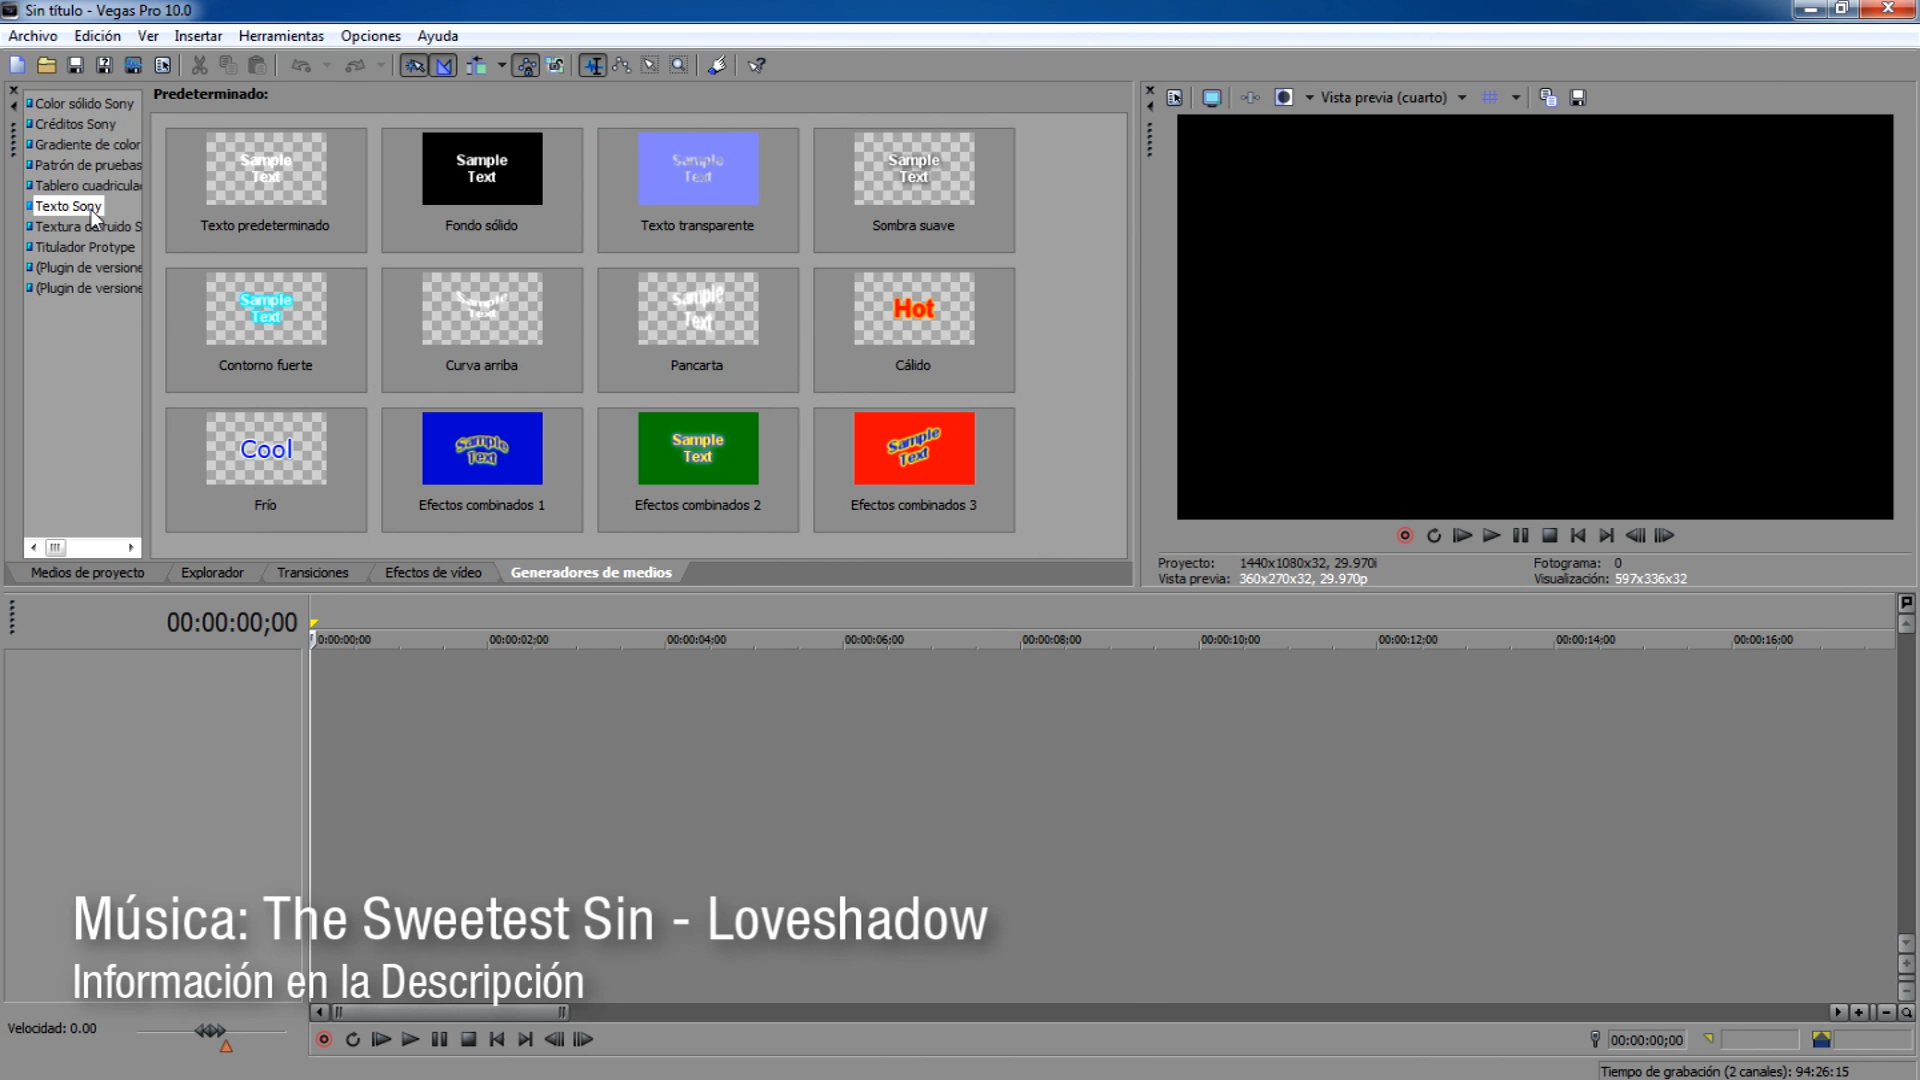 Sin título - Vegas Pro 10.0
Archivo Edición Ver Insertar Herramientas Opciones Ayuda
Color sólido Sony
Créditos Sony
Gradiente de color
Patrón de pruebas
Tablero cuadricula
Texto Sony
Textura de ruido S
Titulador Protype
(Plugin de versione
(Plugin de versione
Predeterminado:
Sample
Text
Texto predeterminado
Sample
Text
Fondo sólido
Sample
Text
Texto transparente
Sample
Text
Sombra suave
Sample
Text
Contorno fuerte
Sample
Text
Curva arriba
Sample
Text
Pancarta
Hot
Cálido
Cool
Frío
Sample
Text
Efectos combinados 1
Sample
Text
Efectos combinados 2
Sample
Text
Efectos combinados 3
Medios de proyecto Explorador Transiciones Efectos de vídeo Generadores de medios
Vista previa (cuarto)
Proyecto: 1440x1080x32, 29.970i Fotograma: 0
Vista previa: 360x270x32, 29.970p Visualización: 597x336x32
00:00:00;00
0:00:00:00 00:00:02;00 00:00:04;00 00:00:06;00 00:00:08;00 00:00:10;00 00:00:12;00 00:00:14;00 00:00:16;00
Música: The Sweetest Sin - Loveshadow
Información en la Descripción
Velocidad: 0.00
00:00:00;00
Tiempo de grabación (2 canales): 94:26:15